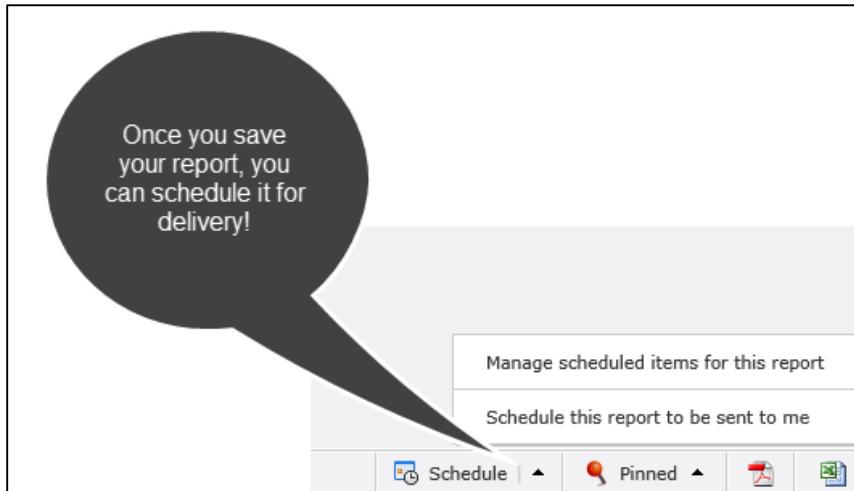 Once you save
your report, you
can schedule it for
delivery!
Manage scheduled items for this report
Schedule this report to be sent to me
Schedule
Pinned